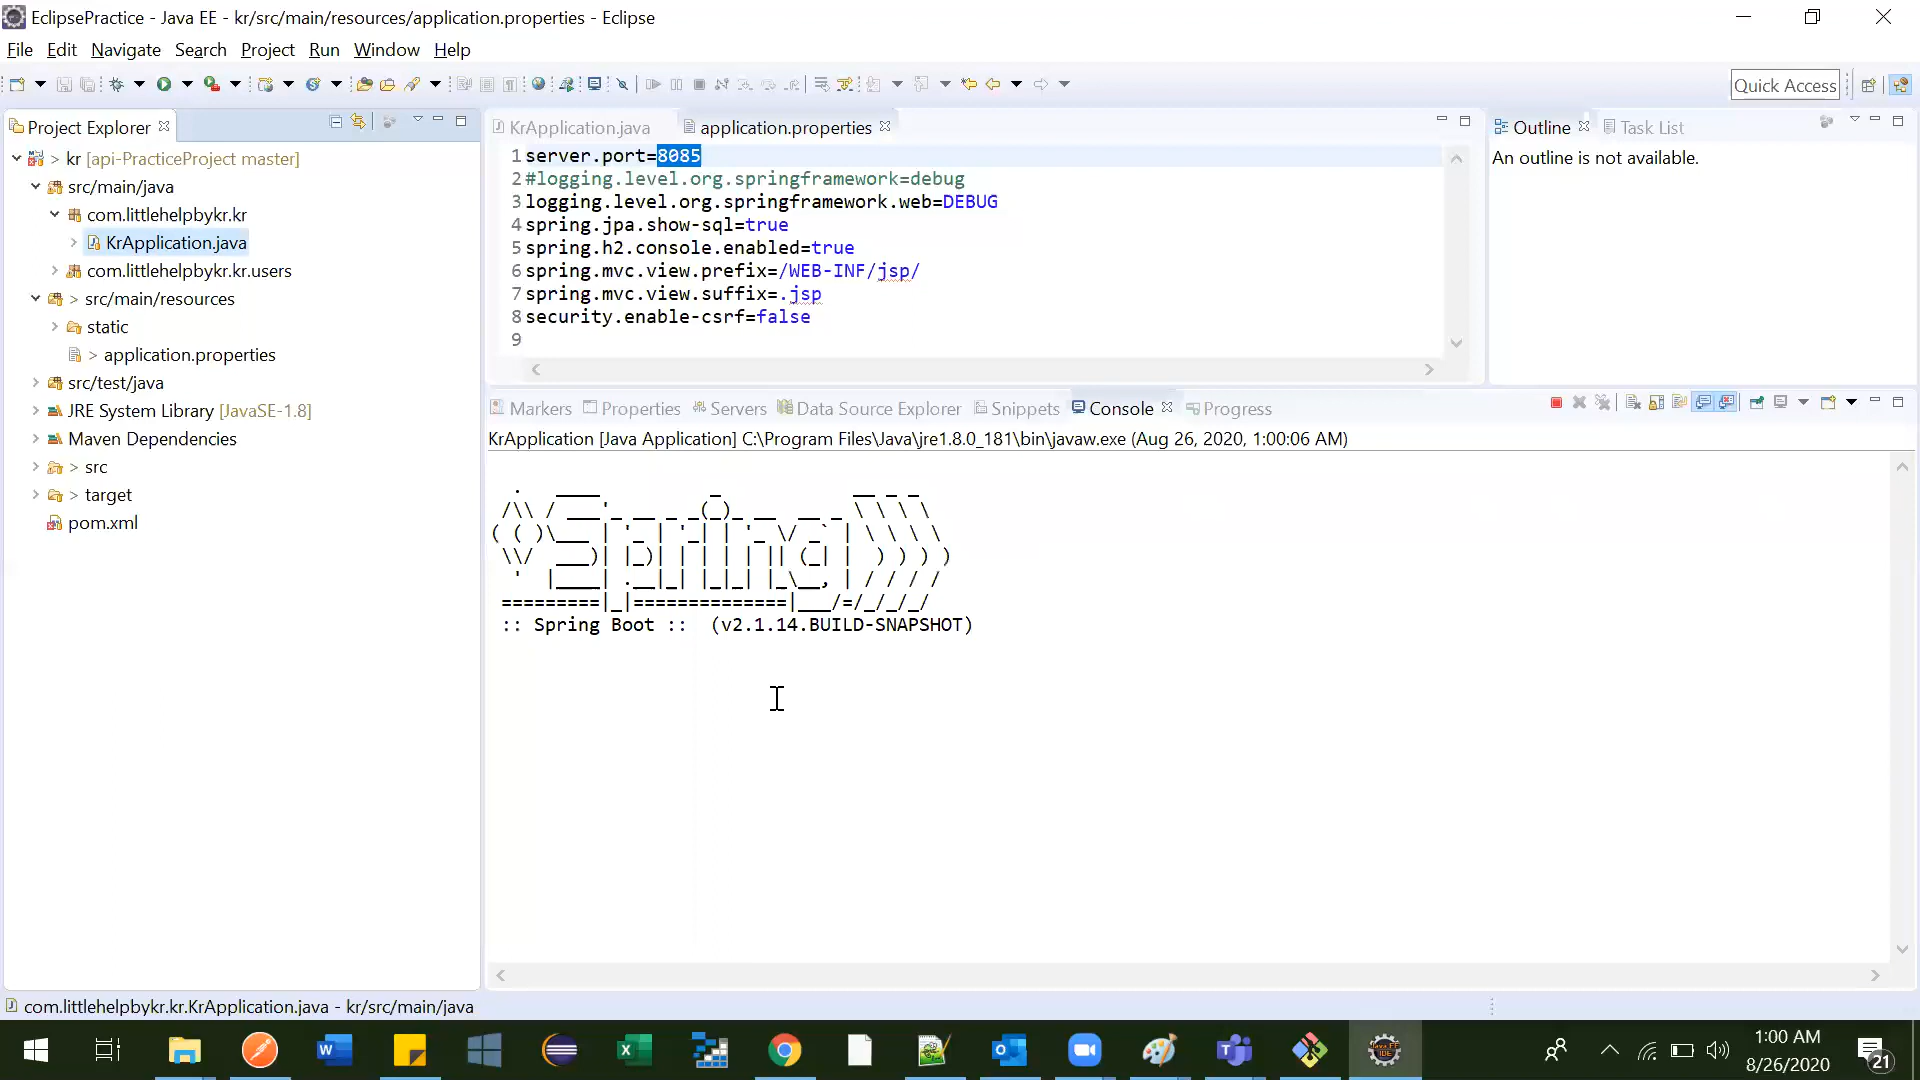 EclipsePractice - Java EE - kr/src/main/resources/application.properties - Eclipse
File Edit Navigate Search Project Run Window Help
Quick Access
Project Explorer
kr [api-PracticeProject master]
src/main/java
com.littlehelpbykr.kr
KrApplication.java
com.littlehelpbykr.kr.users
src/main/resources
static
application.properties
src/test/java
JRE System Library [JavaSE-1.8]
Maven Dependencies
src
target
pom.xml
KrApplication.java application.properties
1 server.port=8085
2 #logging.level.org.springframework=debug
3 logging.level.org.springframework.web=DEBUG
4 spring.jpa.show-sql=true
5 spring.h2.console.enabled=true
6 spring.mvc.view.prefix=/WEB-INF/jsp/
7 spring.mvc.view.suffix=.jsp
8 security.enable-csrf=false
9
Outline Task List
An outline is not available.
Markers Properties Servers Data Source Explorer Snippets Console Progress
KrApplication [Java Application] C:\Program Files\Java\jre1.8.0_181\bin\javaw.exe (Aug 26, 2020, 1:00:06 AM)
Spring
:: Spring Boot :: (v2.1.14.BUILD-SNAPSHOT)
com.littlehelpbykr.kr.KrApplication.java - kr/src/main/java
1:00 AM
8/26/2020
21